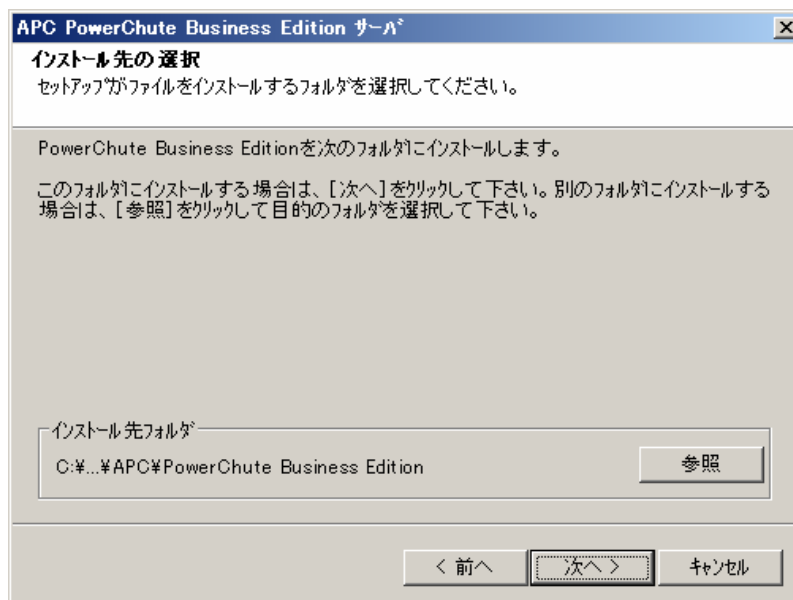 APC PowerChute Business Edition ｻｰﾊﾞ
ｲﾝｽﾄｰﾙ先の選択
ｾｯﾄｱｯﾌﾟがﾌｧｲﾙをｲﾝｽﾄｰﾙするﾌｫﾙﾀﾞを選択してください。
PowerChute Business Editionを次のﾌｫﾙﾀﾞにｲﾝｽﾄｰﾙします。
このﾌｫﾙﾀﾞにｲﾝｽﾄｰﾙする場合は、[次へ]をｸﾘｯｸして下さい。別のﾌｫﾙﾀﾞにｲﾝｽﾄｰﾙする
場合は、[参照]をｸﾘｯｸして目的のﾌｫﾙﾀﾞを選択して下さい。
ｲﾝｽﾄｰﾙ先ﾌｫﾙﾀﾞ
C:¥...¥APC¥PowerChute Business Edition
参照
< 前へ
次へ >
ｷｬﾝｾﾙ